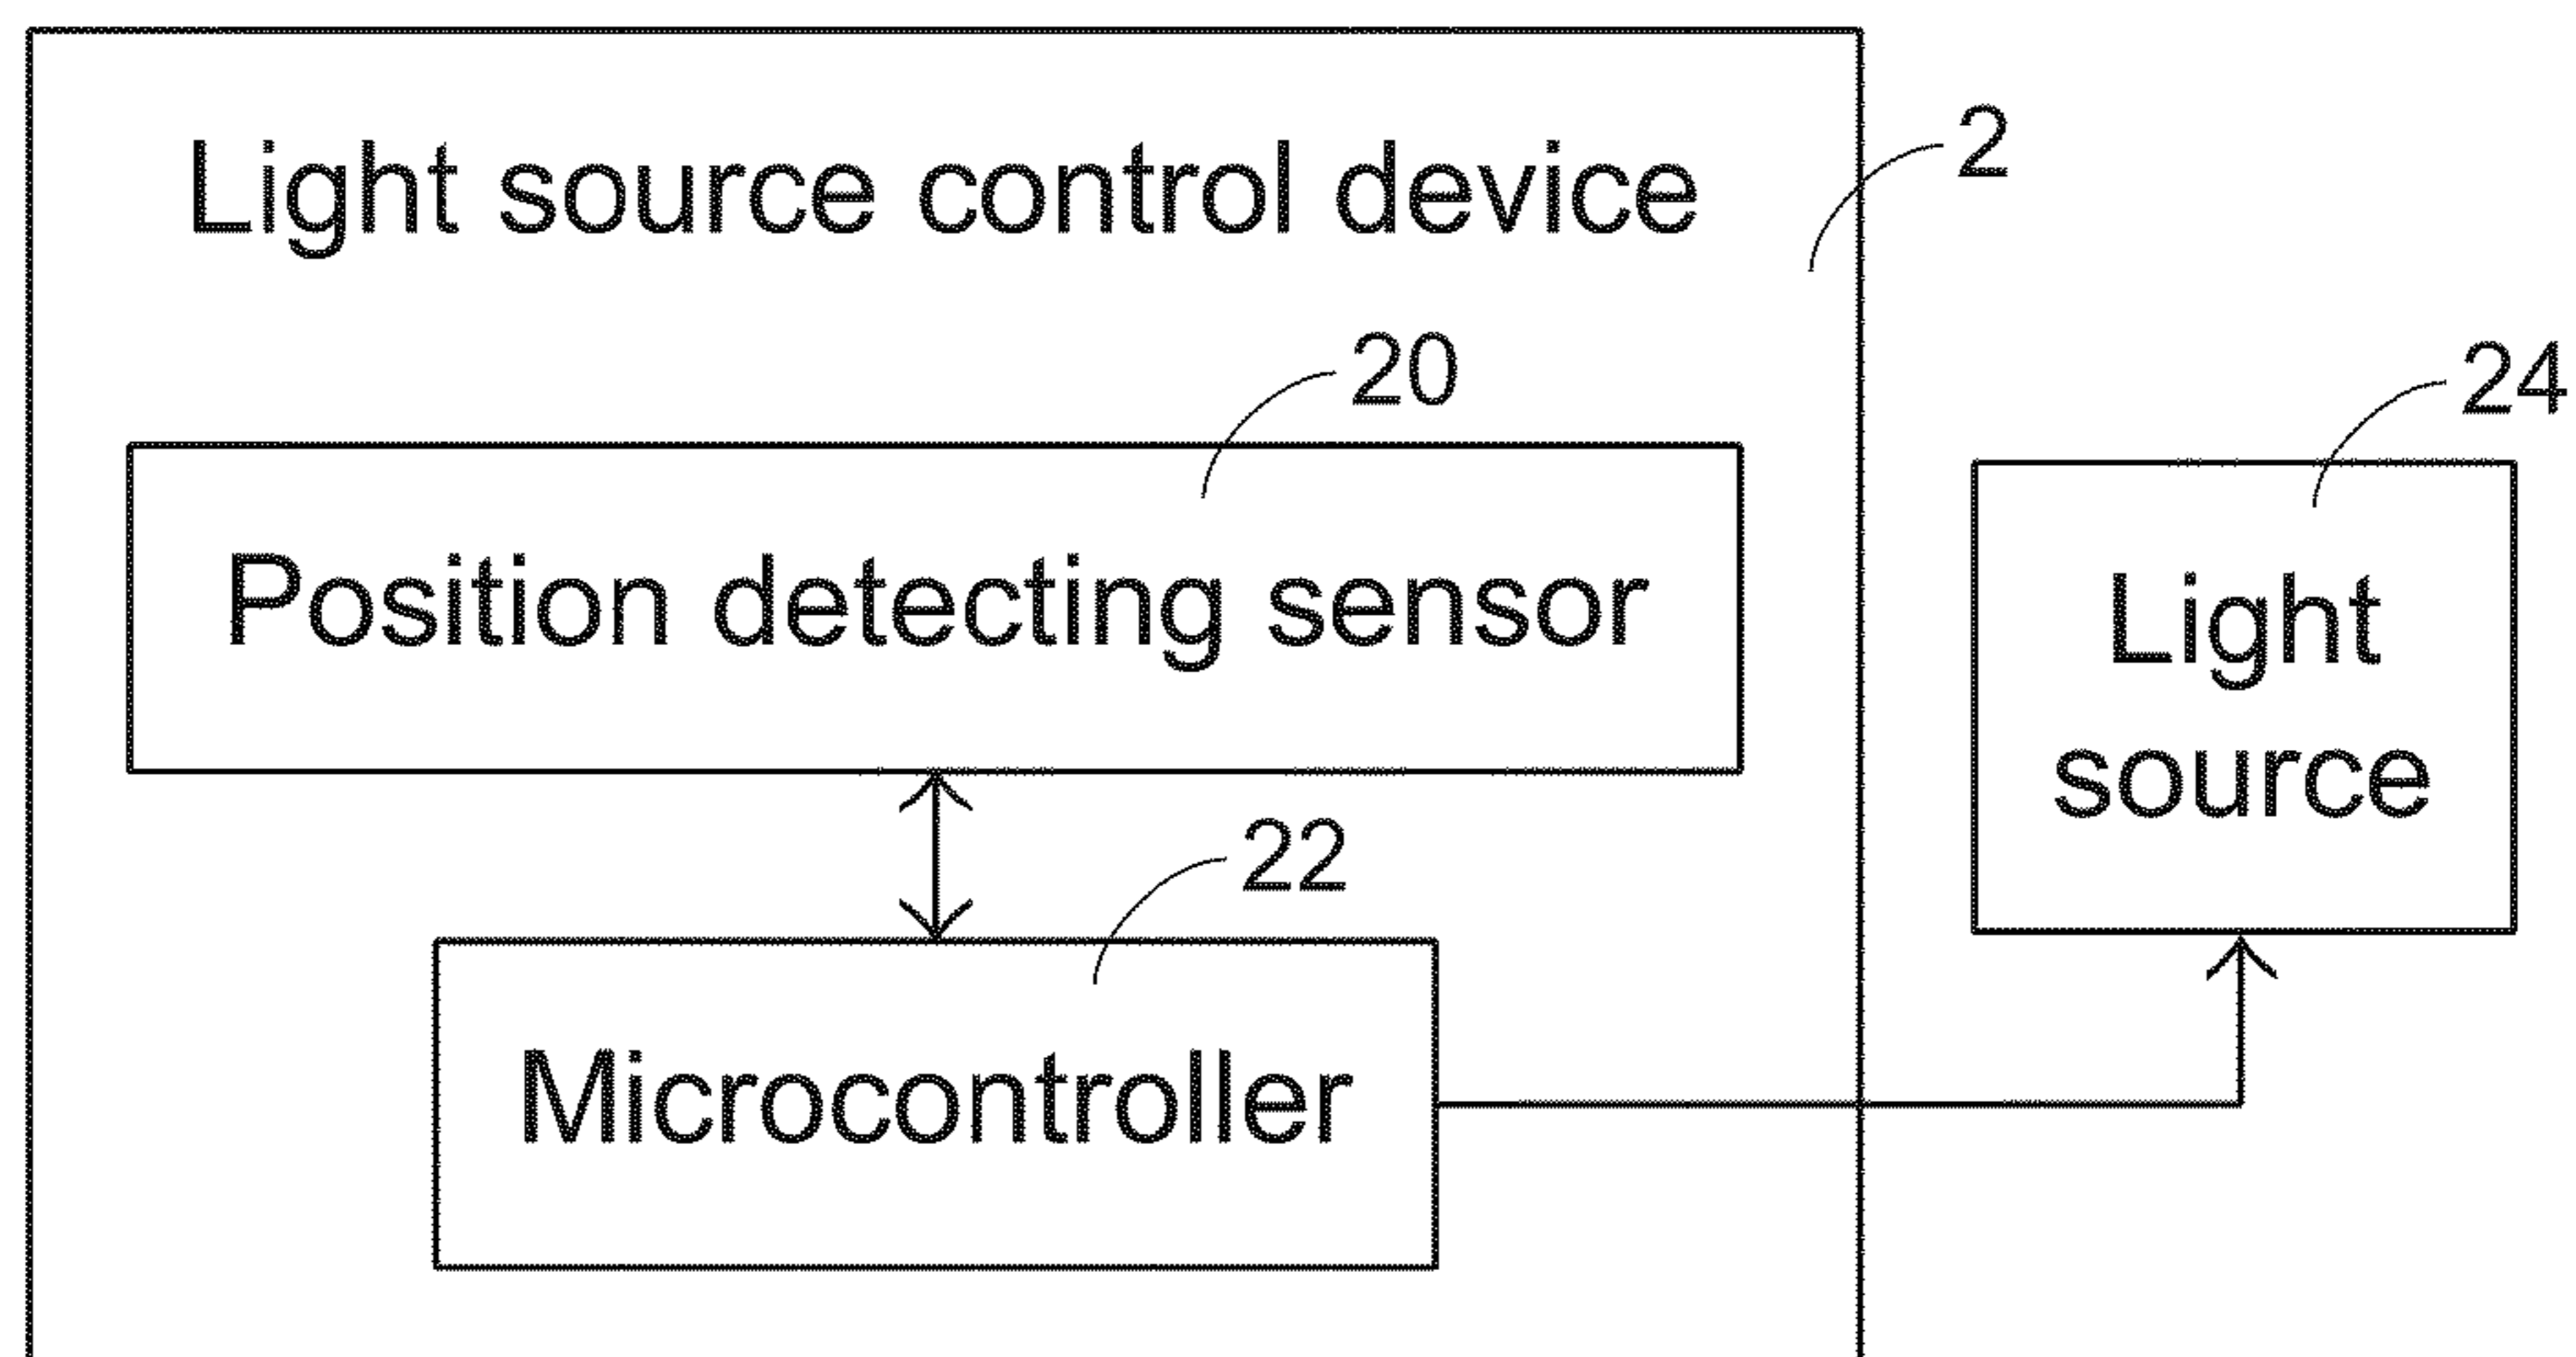 Light source control device
2
20
Position detecting sensor
24
Light
source
22
Microcontroller